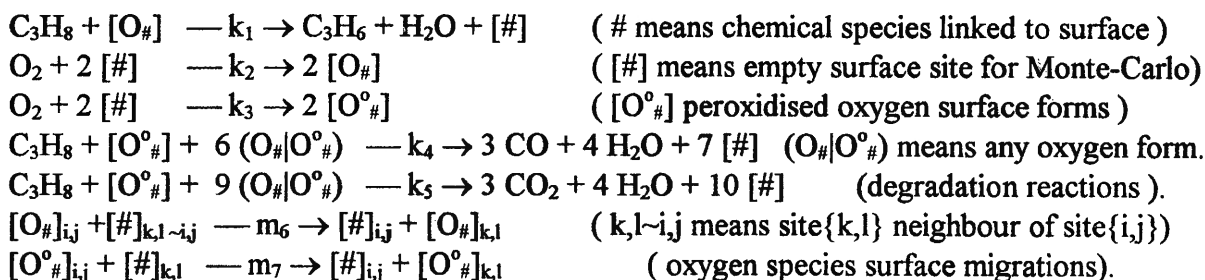 C₃H₈ + [O#] —k₁→ C₃H₆ + H₂O + [#] ( # means chemical species linked to surface )
O₂ + 2 [#] —k₂→ 2 [O#] ( [#] means empty surface site for Monte-Carlo)
O₂ + 2 [#] —k₃→ 2 [O°#] ( [O°#] peroxidised oxygen surface forms )
C₃H₈ + [O°#] + 6 (O#|O°#) —k₄→ 3 CO + 4 H₂O + 7 [#] (O#|O°#) means any oxygen form.
C₃H₈ + [O°#] + 9 (O#|O°#) —k₅→ 3 CO₂ + 4 H₂O + 10 [#] (degradation reactions ).
[O#]i,j +[#]k,l~i,j —m₆→ [#]i,j + [O#]k,l ( k,l~i,j means site{k,l} neighbour of site{i,j})
[O°#]i,j + [#]k,l —m₇→ [#]i,j + [O°#]k,l ( oxygen species surface migrations).